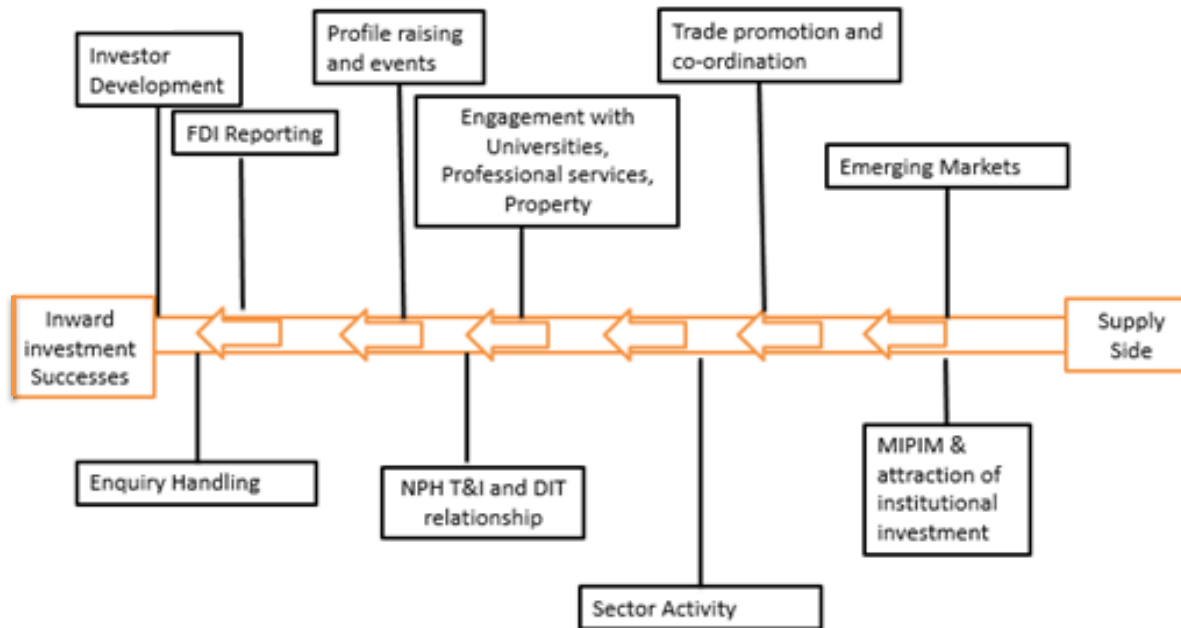 Investor
Development
Profile raising
and events
Trade promotion and
co-ordination
FDI Reporting
Engagement with
Universities,
Professional services,
Property
Emerging Markets
Inward
investment
Successes
Supply
Side
Enquiry Handling
NPH T&I and DIT
relationship
MIPIM &
attraction of
institutional
investment
Sector Activity